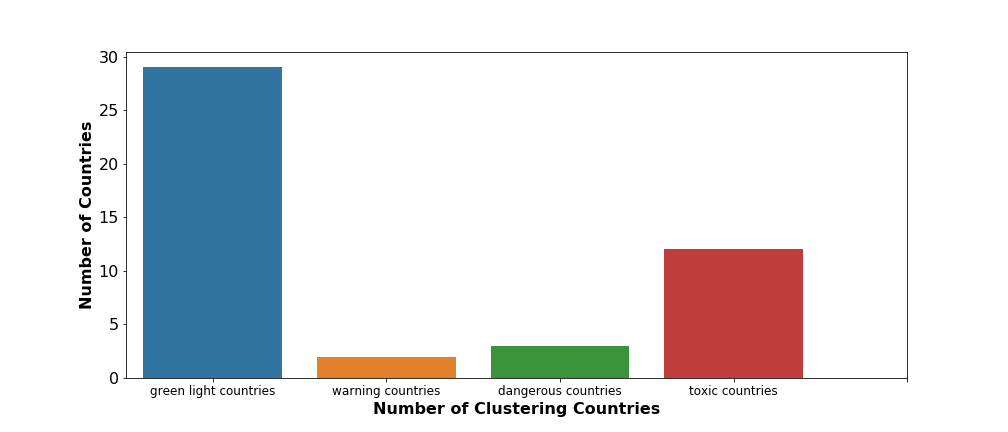 Number of Countries
30
25
20
15
10
5
0
green light countries
warning countries
dangerous countries
toxic countries
Number of Clustering Countries